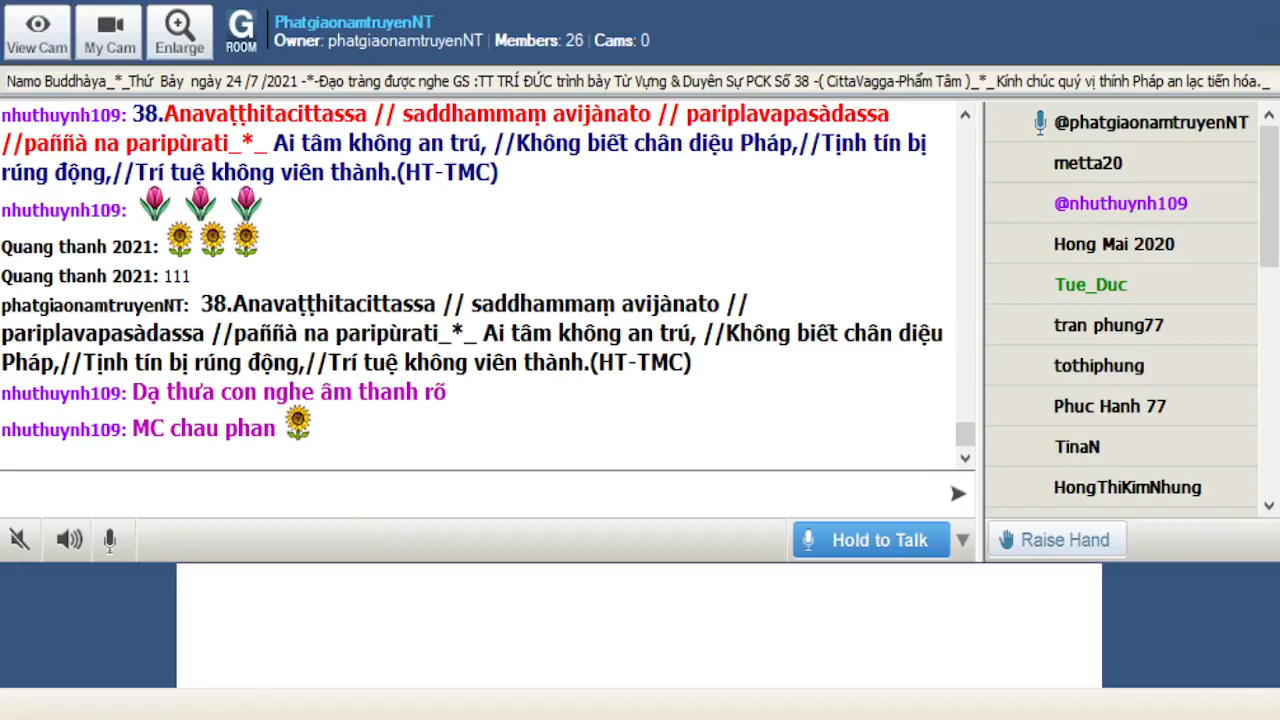 View Cam
My Cam
Enlarge
G
ROOM
PhatgiaonamtruyenNT
Owner: phatgiaonamtruyenNT | Members: 26 | Cams: 0
Namo Buddhàya_*_Thứ Bảy ngày 24 /7 /2021 -*-Đạo tràng được nghe GS :TT TRÍ ĐỨC trình bày Từ Vựng & Duyên Sự PCK Số 38 -( CittaVagga-Phẩm Tâm )_*_Kính chúc quý vị thính Pháp an lạc tiến hóa._
nhuthuynh109: 38.Anavaṭṭhitacittassa // saddhammaṃ avijànato // pariplavapasàdassa
//paññà na paripùrati_*_ Ai tâm không an trú, //Không biết chân diệu Pháp,//Tịnh tín bị
rúng động,//Trí tuệ không viên thành.(HT-TMC)
nhuthuynh109:
Quang thanh 2021:
Quang thanh 2021: 111
phatgiaonamtruyenNT: 38.Anavaṭṭhitacittassa // saddhammaṃ avijànato //
pariplavapasàdassa //paññà na paripùrati_*_ Ai tâm không an trú, //Không biết chân diệu
Pháp,//Tịnh tín bị rúng động,//Trí tuệ không viên thành.(HT-TMC)
nhuthuynh109: Dạ thưa con nghe âm thanh rõ
nhuthuynh109: MC chau phan
@phatgiaonamtruyenNT
metta20
@nhuthuynh109
Hong Mai 2020
Tue_Duc
tran phung77
tothiphung
Phuc Hanh 77
TinaN
HongThiKimNhung
Hold to Talk
Raise Hand